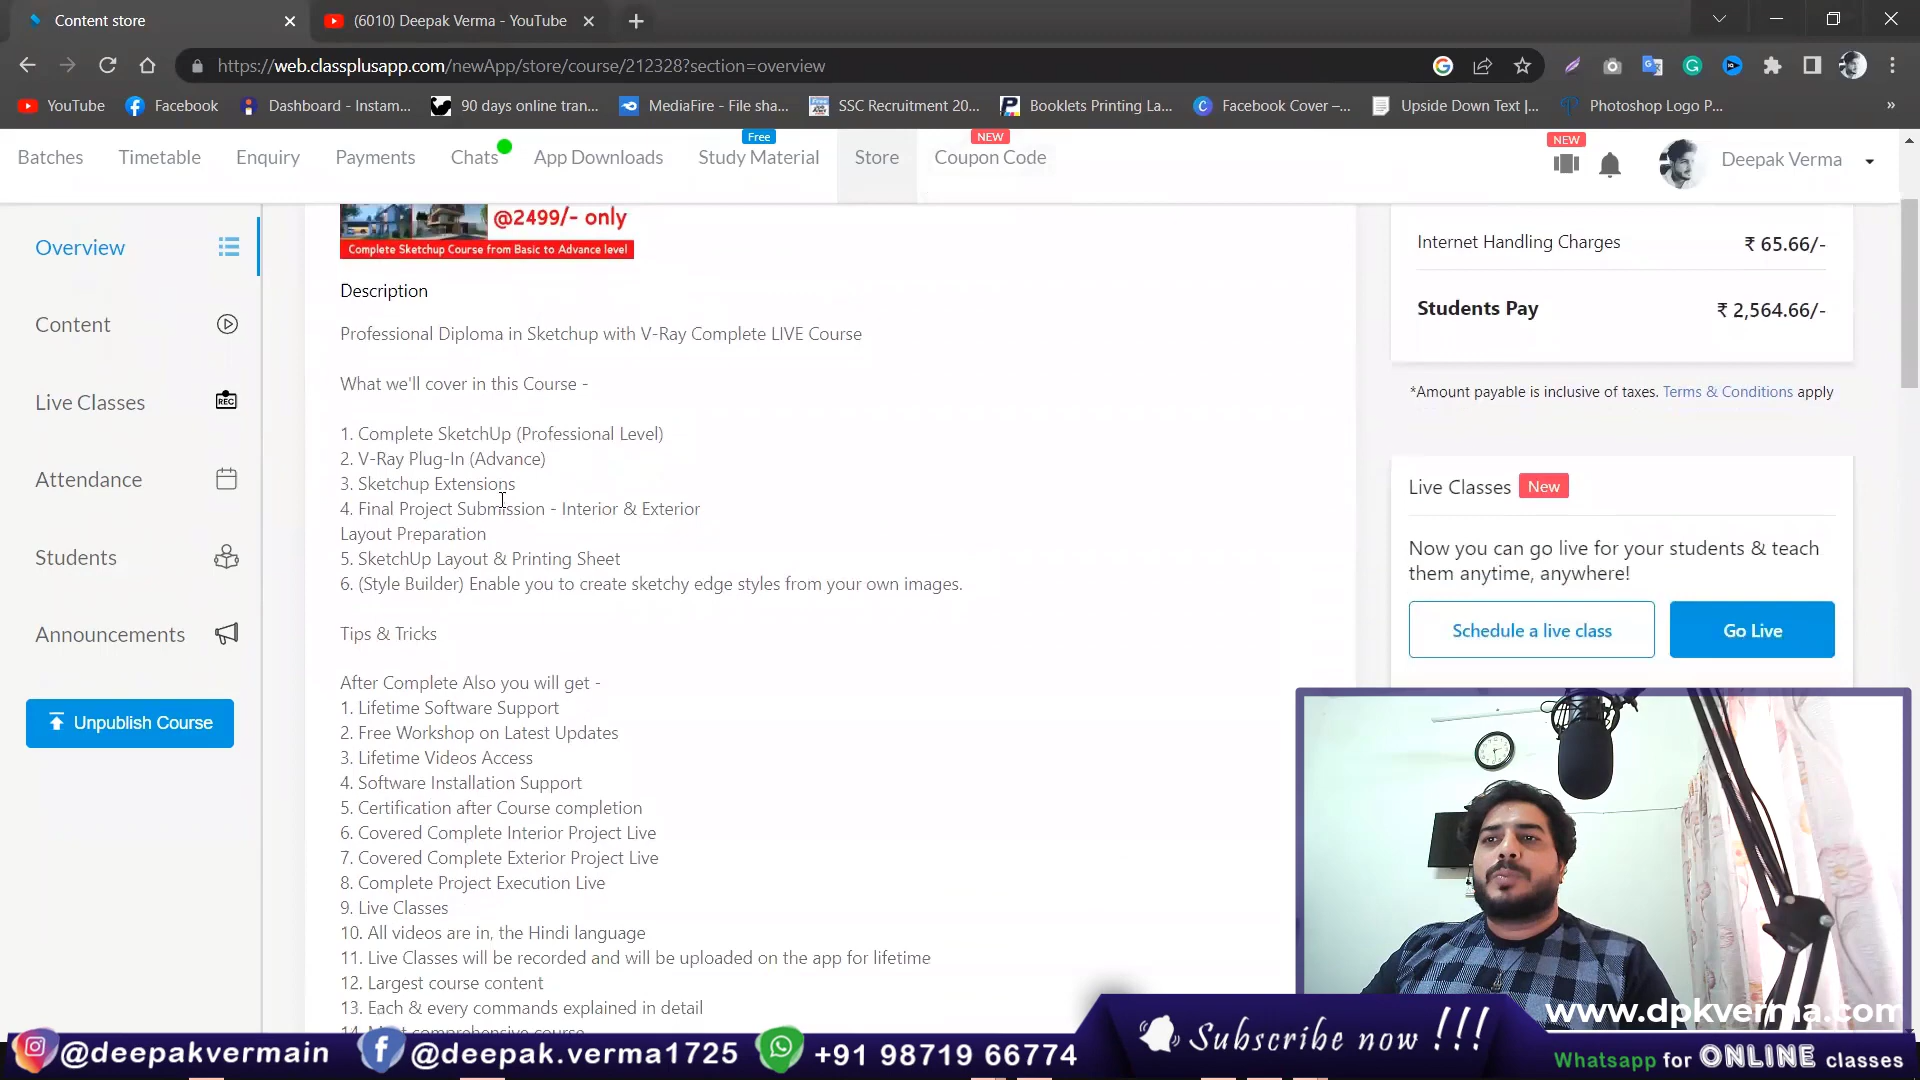 Content store
(6010) Deepak Verma - YouTube
https://web.classplusapp.com/newApp/store/course/212328?section=overview
YouTube
Facebook
Dashboard - Instam...
90 days online tran...
MediaFire - File sha...
SSC Recruitment 20...
Booklets Printing La...
Facebook Cover –...
Upside Down Text |...
Photoshop Logo P...
»
Batches
Timetable
Enquiry
Payments
Chats
App Downloads
Free
Study Material
Store
NEW
Coupon Code
NEW
Deepak Verma
Overview
Content
Live Classes
REC
Attendance
Students
Announcements
Unpublish Course
@2499/- only
Complete Sketchup Course from Basic to Advance level
Description
Professional Diploma in Sketchup with V-Ray Complete LIVE Course
What we'll cover in this Course -
1. Complete SketchUp (Professional Level)
2. V-Ray Plug-In (Advance)
3. Sketchup Extensions
4. Final Project Submission - Interior & Exterior
Layout Preparation
5. SketchUp Layout & Printing Sheet
6. (Style Builder) Enable you to create sketchy edge styles from your own images.
Tips & Tricks
After Complete Also you will get -
1. Lifetime Software Support
2. Free Workshop on Latest Updates
3. Lifetime Videos Access
4. Software Installation Support
5. Certification after Course completion
6. Covered Complete Interior Project Live
7. Covered Complete Exterior Project Live
8. Complete Project Execution Live
9. Live Classes
10. All videos are in, the Hindi language
11. Live Classes will be recorded and will be uploaded on the app for lifetime
12. Largest course content
13. Each & every commands explained in detail
14. Most comprehensive course
Internet Handling Charges ₹ 65.66/-
Students Pay ₹ 2,564.66/-
*Amount payable is inclusive of taxes. Terms & Conditions apply
Live Classes New
Now you can go live for your students & teach
them anytime, anywhere!
Schedule a live class
Go Live
www.dpkverma.com
@deepakvermain
@deepak.verma1725
+91 98719 66774
Subscribe now !!!
Whatsapp for ONLINE classes